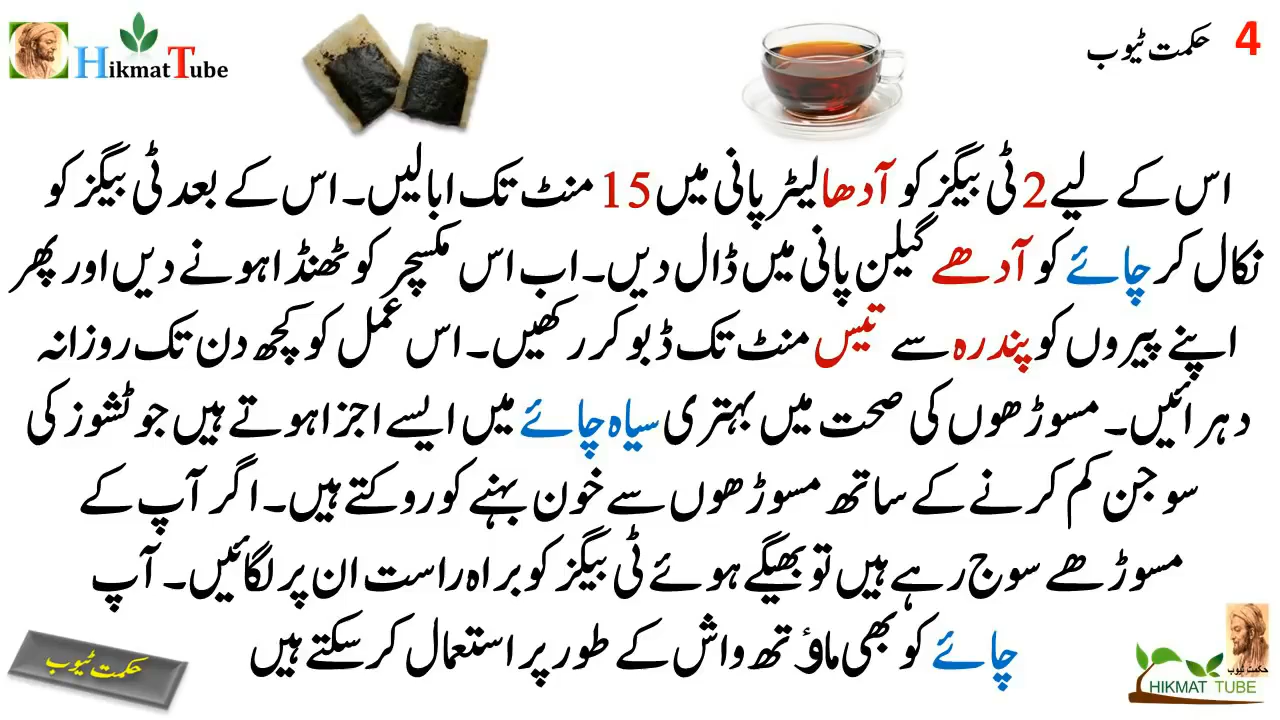 HikmatTube
حکمت ٹیوب 4
اس کے لیے 2 ٹی بیگز کو آدھا لیٹر پانی میں 15 منٹ تک ابالیں۔ اس کے بعد ٹی بیگز کو
نکال کر چائے کو آدھے گیلن پانی میں ڈال دیں۔ اب اس مکسچر کو ٹھنڈا ہونے دیں اور پھر
اپنے پیروں کو پندرہ سے تیس منٹ تک ڈبو کر رکھیں۔ اس عمل کو کچھ دن تک روزانہ
دہرائیں۔ مسوڑھوں کی صحت میں بہتری سیاہ چائے میں ایسے اجزا ہوتے ہیں جو ٹشوز کی
سوجن کم کرنے کے ساتھ مسوڑھوں سے خون بہنے کو روکتے ہیں۔ اگر آپ کے
مسوڑھے سوج رہے ہیں تو بھیگے ہوئے ٹی بیگز کو براہ راست ان پر لگائیں۔ آپ
چائے کو بھی ماؤتھ واش کے طور پر استعمال کر سکتے ہیں
حکمت ٹیوب
حکمت ٹیوب
HIKMAT TUBE